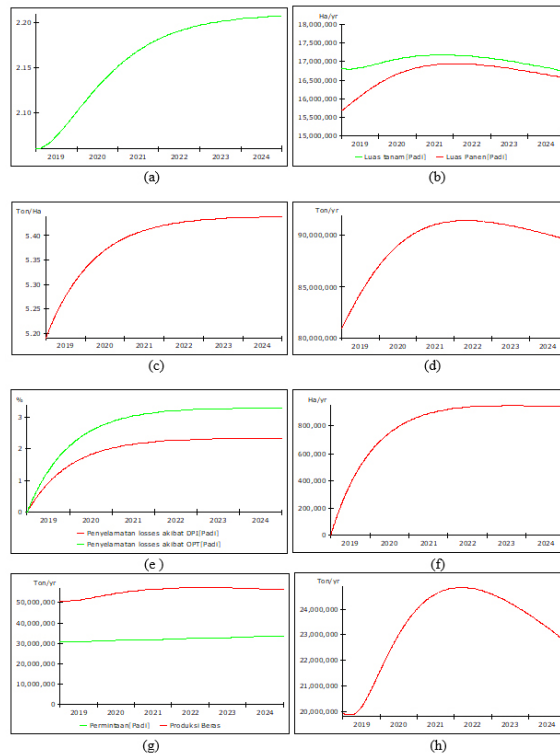 2.20
2.15
2.10
2019 2020 2021 2022 2023 2024
(a)
Ha/yr
18,000,000
17,500,000
17,000,000
16,500,000
16,000,000
15,500,000
15,000,000
2019 2020 2021 2022 2023 2024
Luas tanam[Padi] Luas Panen[Padi]
(b)
Ton/Ha
5.40
5.35
5.30
5.25
5.20
2019 2020 2021 2022 2023 2024
(c)
Ton/yr
90,000,000
85,000,000
80,000,000
2019 2020 2021 2022 2023 2024
(d)
%
3
2
1
0
2019 2020 2021 2022 2023 2024
Penyelamatan losses akibat DPI[Padi]
Penyelamatan losses akibat OPT[Padi]
(e )
Ha/yr
800,000
600,000
400,000
200,000
0
2019 2020 2021 2022 2023 2024
(f)
Ton/yr
50,000,000
40,000,000
30,000,000
20,000,000
10,000,000
0
2019 2020 2021 2022 2023 2024
Permintaan[Padi] Produksi Beras
(g)
Ton/yr
24,000,000
23,000,000
22,000,000
21,000,000
20,000,000
2019 2020 2021 2022 2023 2024
(h)